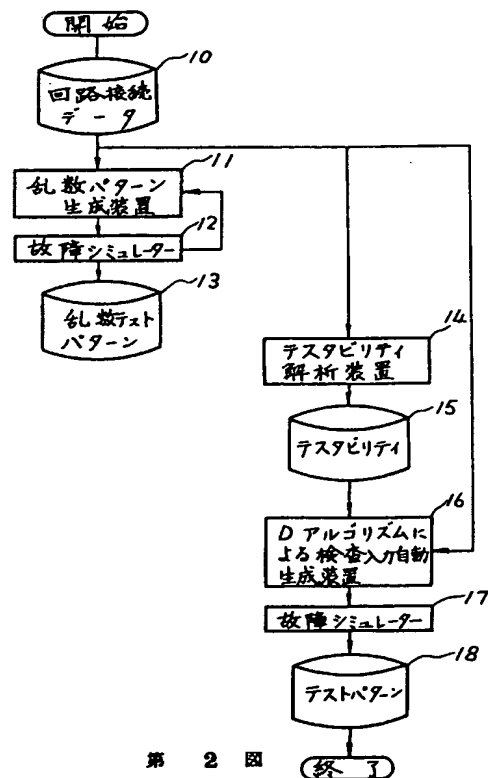 開始
10
回路接続
データ
11
乱数パターン
生成装置
12
故障シミュレーター
13
乱数テスト
パターン
14
テスタビリティ
解析装置
15
テスタビリティ
16
Dアルゴリズムに
よる検査入力自動
生成装置
17
故障シミュレーター
18
テストパターン
第 2 図
終了